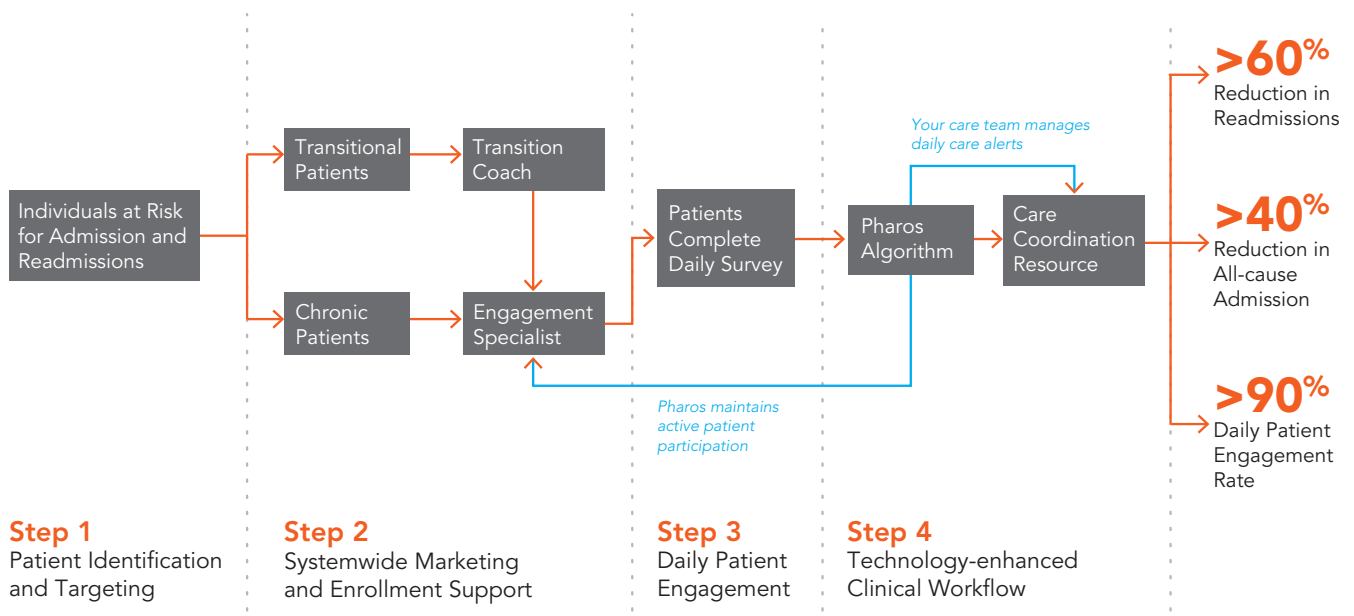 Individuals at Risk
for Admission and
Readmissions
Transitional
Patients
Transition
Coach
Chronic
Patients
Engagement
Specialist
Patients
Complete
Daily Survey
Pharos
Algorithm
Your care team manages
daily care alerts
Care
Coordination
Resource
Pharos maintains
active patient
participation
>60%
Reduction in
Readmissions
>40%
Reduction in
All-cause
Admission
>90%
Daily Patient
Engagement
Rate
Step 1
Patient Identification
and Targeting
Step 2
Systemwide Marketing
and Enrollment Support
Step 3
Daily Patient
Engagement
Step 4
Technology-enhanced
Clinical Workflow